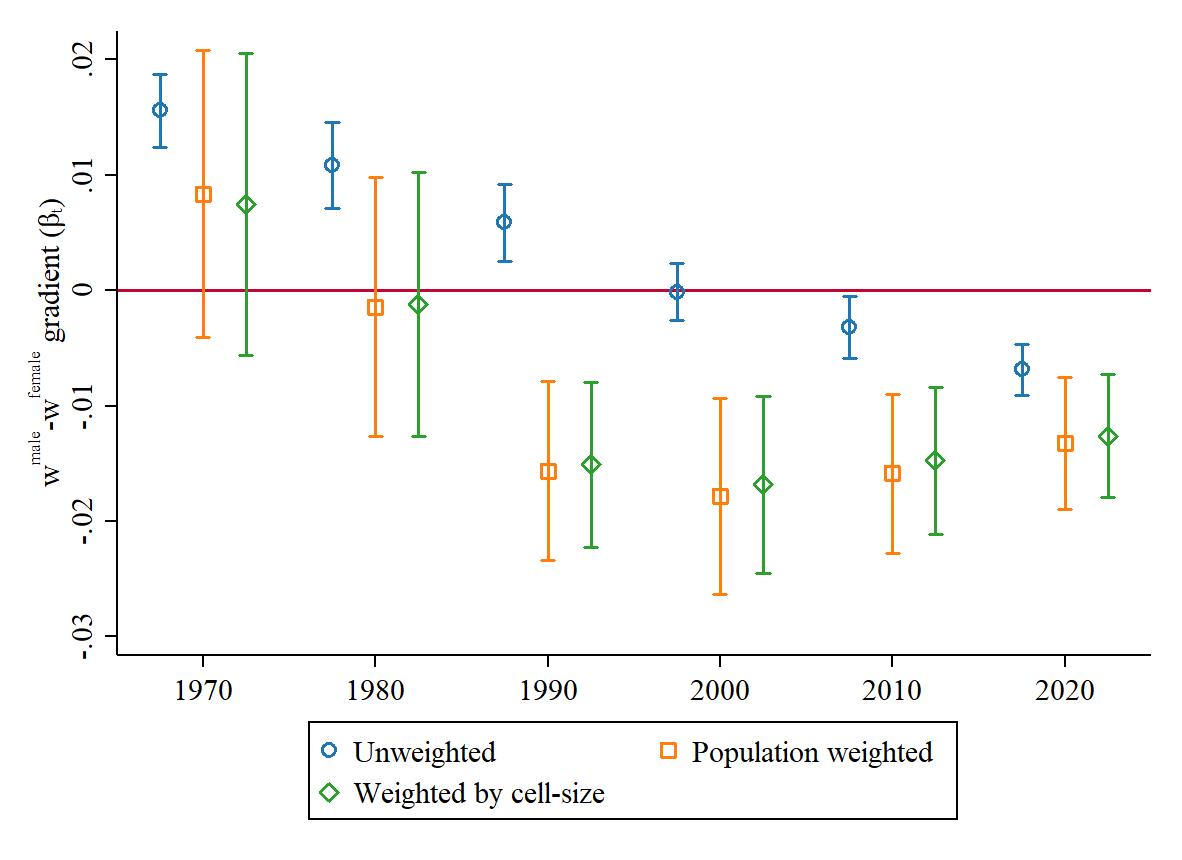 w^male -w^female gradient (βt)
.02
.01
0
-.01
-.02
-.03
1970 1980 1990 2000 2010 2020
Unweighted Population weighted
Weighted by cell-size